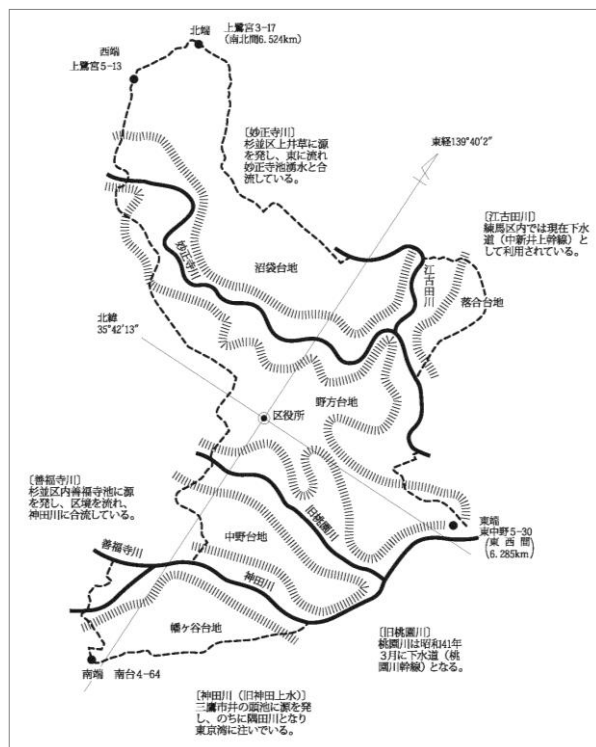 北端
上鷺宮3-17
(南北間6.524km)
西端
上鷺宮5-13
〔妙正寺川〕
杉並区上井草に源
を発し、東に流れ
妙正寺池湧水と合
流している。
東経139°40′2″
〔江古田川〕
練馬区内では現在下水
道(中新井上幹線)と
して利用されている。
妙正寺川
沼袋台地
江古田川
落合台地
北緯
35°42′13″
野方台地
区役所
〔善福寺川〕
杉並区内善福寺池に源
を発し、区境を流れ、
神田川に合流している。
旧桃園川
東端
東中野5-30
(東西間)
(6.285km)
中野台地
善福寺川
神田川
幡ヶ谷台地
〔旧桃園川〕
桃園川は昭和41年
3月に下水道(桃
園川幹線)となる。
南端 南台4-64
〔神田川(旧神田上水)〕
三鷹市井の頭池に源を発
し、のちに隅田川となり
東京湾に注いでいる。